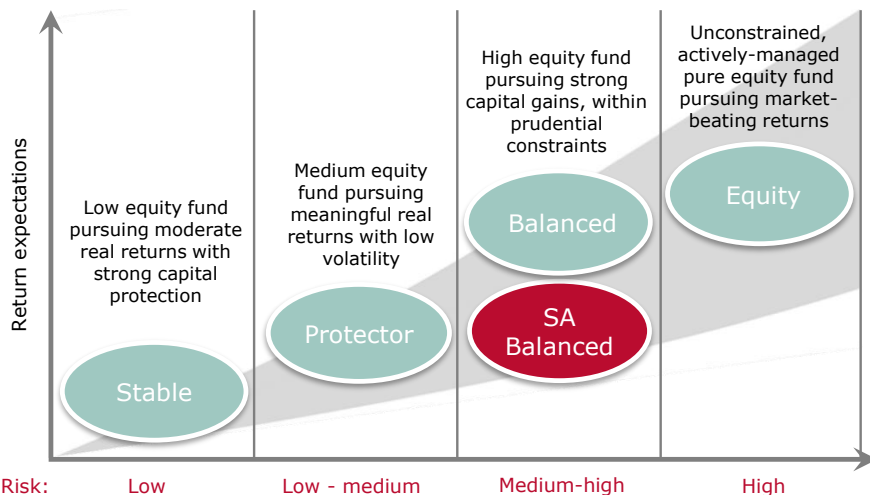 Return expectations
Low equity fund
pursuing moderate
real returns with
strong capital
protection
Stable
Medium equity
fund pursuing
meaningful real
returns with low
volatility
Protector
High equity fund
pursuing strong
capital gains, within
prudential
constraints
Balanced
SA
Balanced
Unconstrained,
actively-managed
pure equity fund
pursuing market-
beating returns
Equity
Risk: Low Low - medium Medium-high High